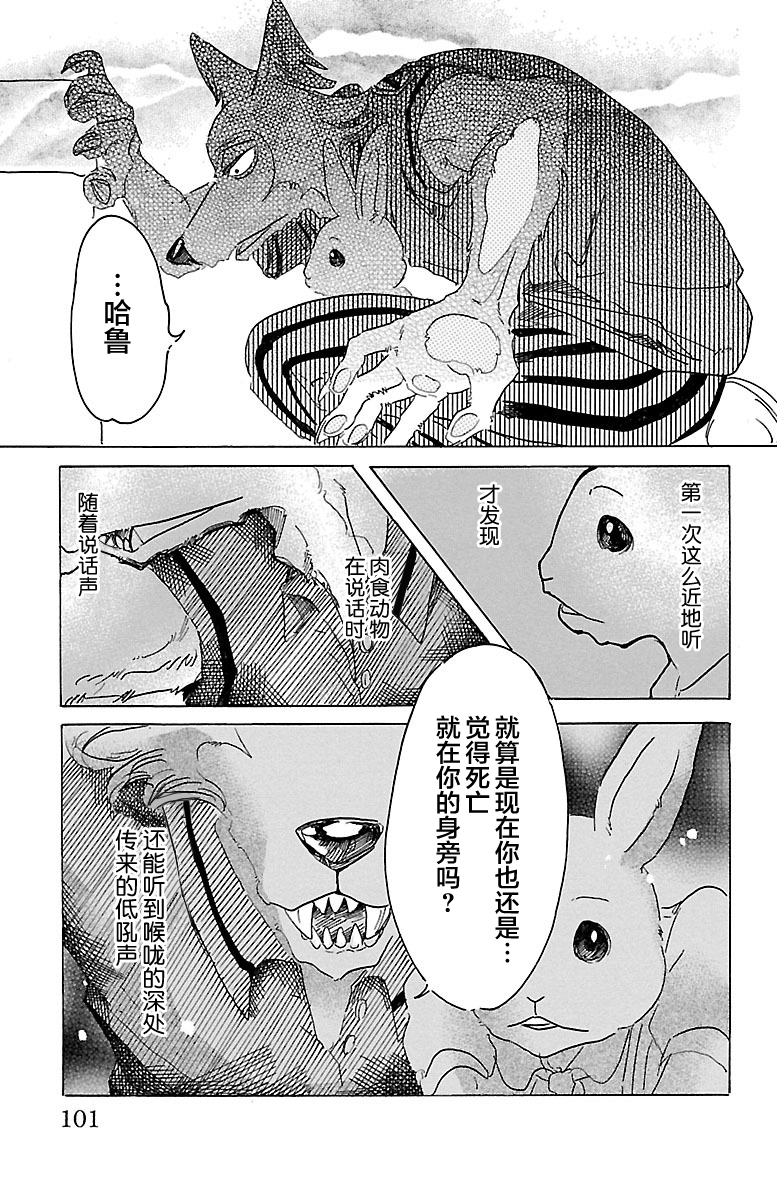 …哈鲁
第一次这么近地听
才发现
肉食动物
在说话时
随着说话声
就算是现在你也还是…
觉得死亡
就在你的身旁吗？
还能听到喉咙的深处
传来的低吼声
101